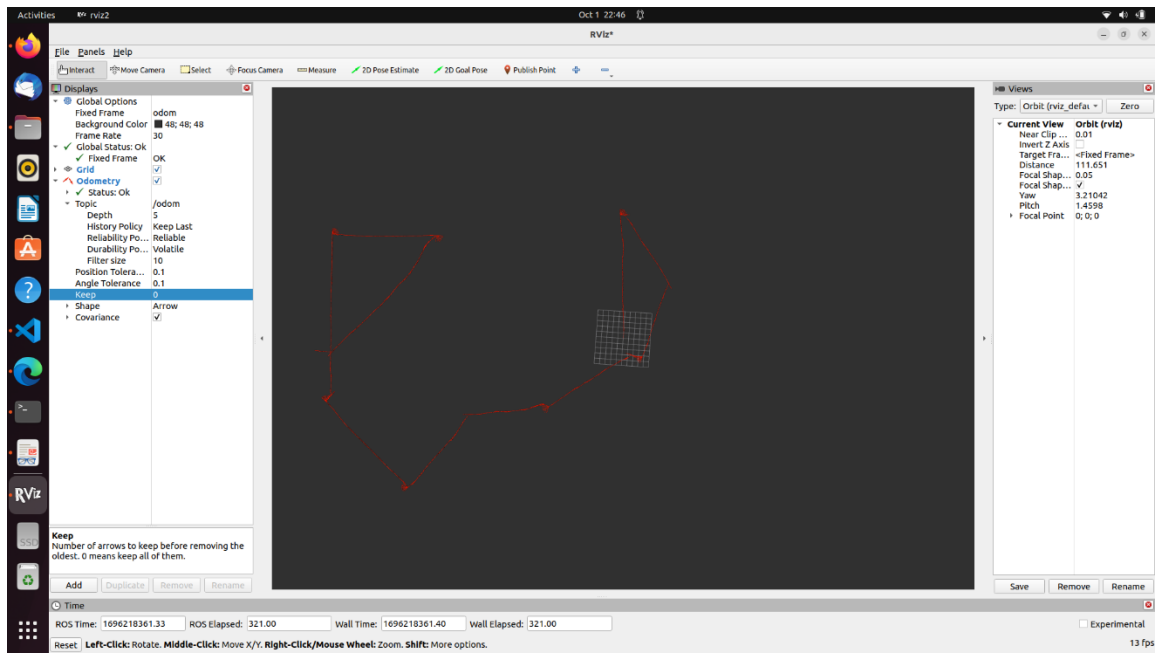 Activities rviz2 Oct 1 22:46
RViz*
File Panels Help
Interact Move Camera Select Focus Camera Measure 2D Pose Estimate 2D Goal Pose Publish Point
Displays
Global Options
Fixed Frame odom
Background Color 48; 48; 48
Frame Rate 30
Global Status: Ok
Fixed Frame OK
Grid
Odometry
Status: Ok
Topic /odom
Depth 5
History Policy Keep Last
Reliability Po... Reliable
Durability Po... Volatile
Filter size 10
Position Tolera... 0.1
Angle Tolerance 0.1
Keep 0
Shape Arrow
Covariance
Keep
Number of arrows to keep before removing the
oldest. 0 means keep all of them.
Add Duplicate Remove Rename
Views
Type: Orbit (rviz_defau Zero
Current View Orbit (rviz)
Near Clip ... 0.01
Invert Z Axis
Target Fra... <Fixed Frame>
Distance 111.651
Focal Shap... 0.05
Focal Shap...
Yaw 3.21042
Pitch 1.4598
Focal Point 0; 0; 0
Save Remove Rename
RViz
SSD
Time
ROS Time: 1696218361.33 ROS Elapsed: 321.00 Wall Time: 1696218361.40 Wall Elapsed: 321.00 Experimental
Reset Left-Click: Rotate. Middle-Click: Move X/Y. Right-Click/Mouse Wheel: Zoom. Shift: More options. 13 fps